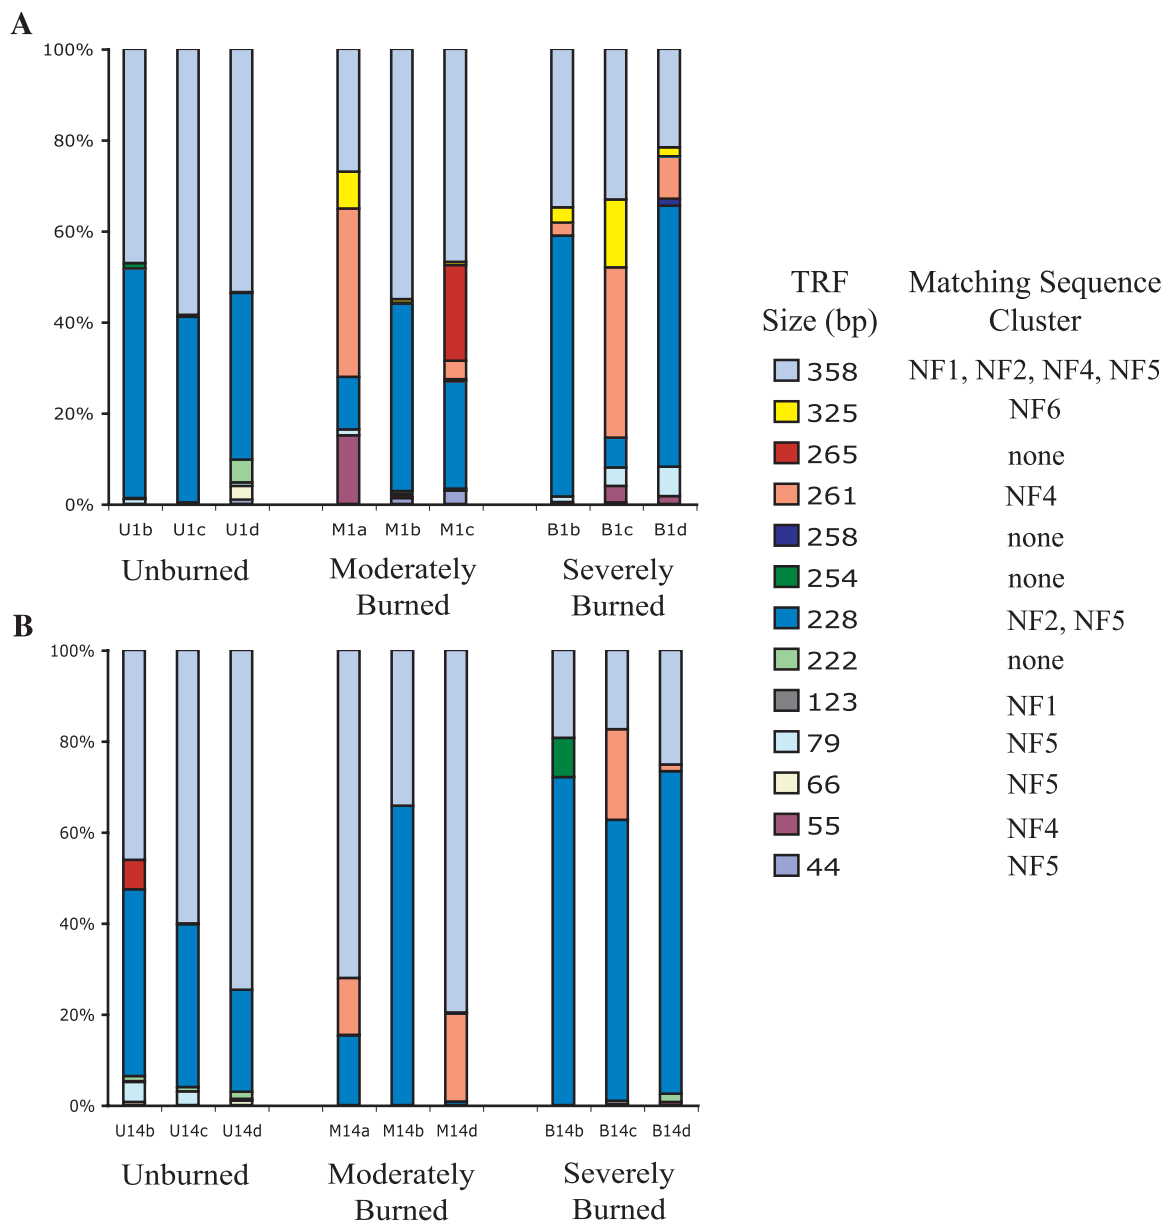 A
100%
80%
60%
40%
20%
0%
U1b U1c U1d M1a M1b M1c B1b B1c B1d
Unburned
Moderately
Burned
Severely
Burned
B
100%
80%
60%
40%
20%
0%
U14b U14c U14d M14a M14b M14d B14b B14c B14d
Unburned
Moderately
Burned
Severely
Burned
TRF
Size (bp)
Matching Sequence
Cluster
358 NF1, NF2, NF4, NF5
325 NF6
265 none
261 NF4
258 none
254 none
228 NF2, NF5
222 none
123 NF1
79 NF5
66 NF5
55 NF4
44 NF5